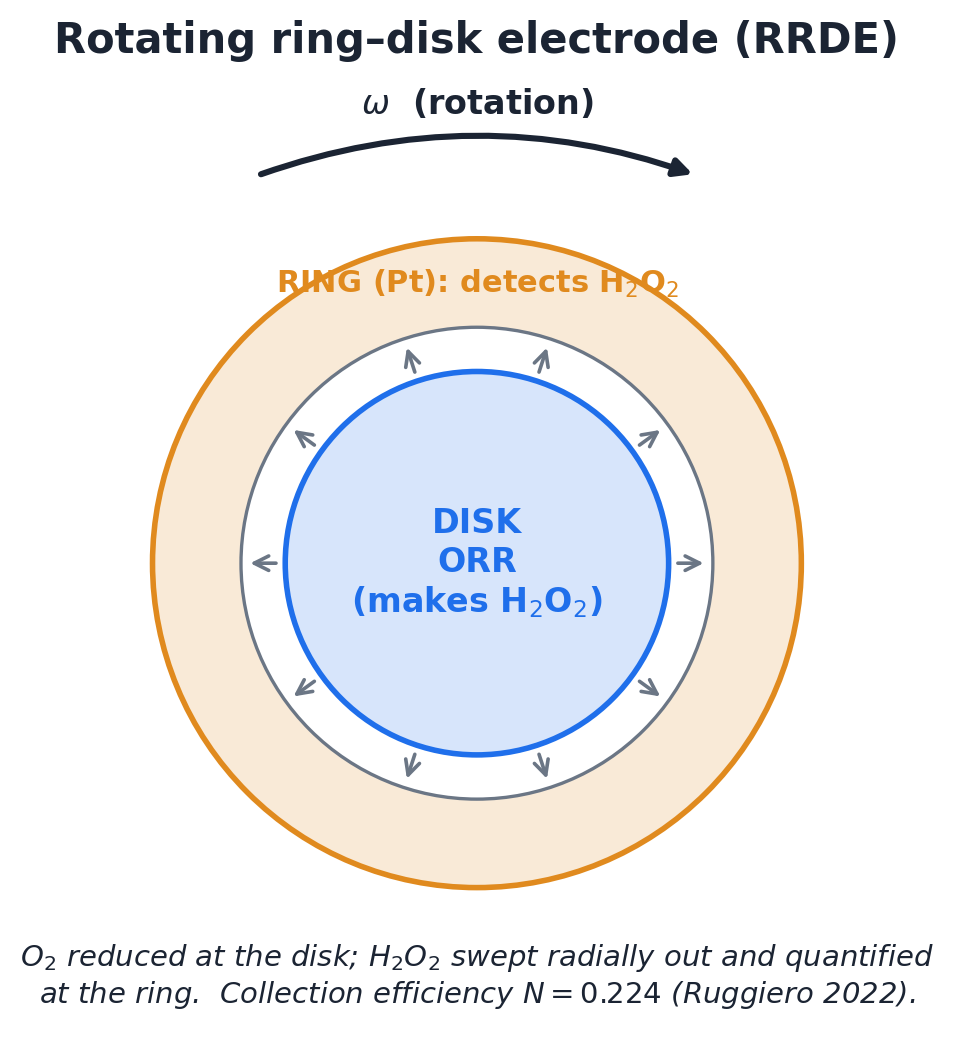 Rotating ring–disk electrode (RRDE)
ω (rotation)
RING (Pt): detects H₂O₂
DISK
ORR
(makes H₂O₂)
O₂ reduced at the disk; H₂O₂ swept radially out and quantified
at the ring. Collection efficiency N = 0.224 (Ruggiero 2022).